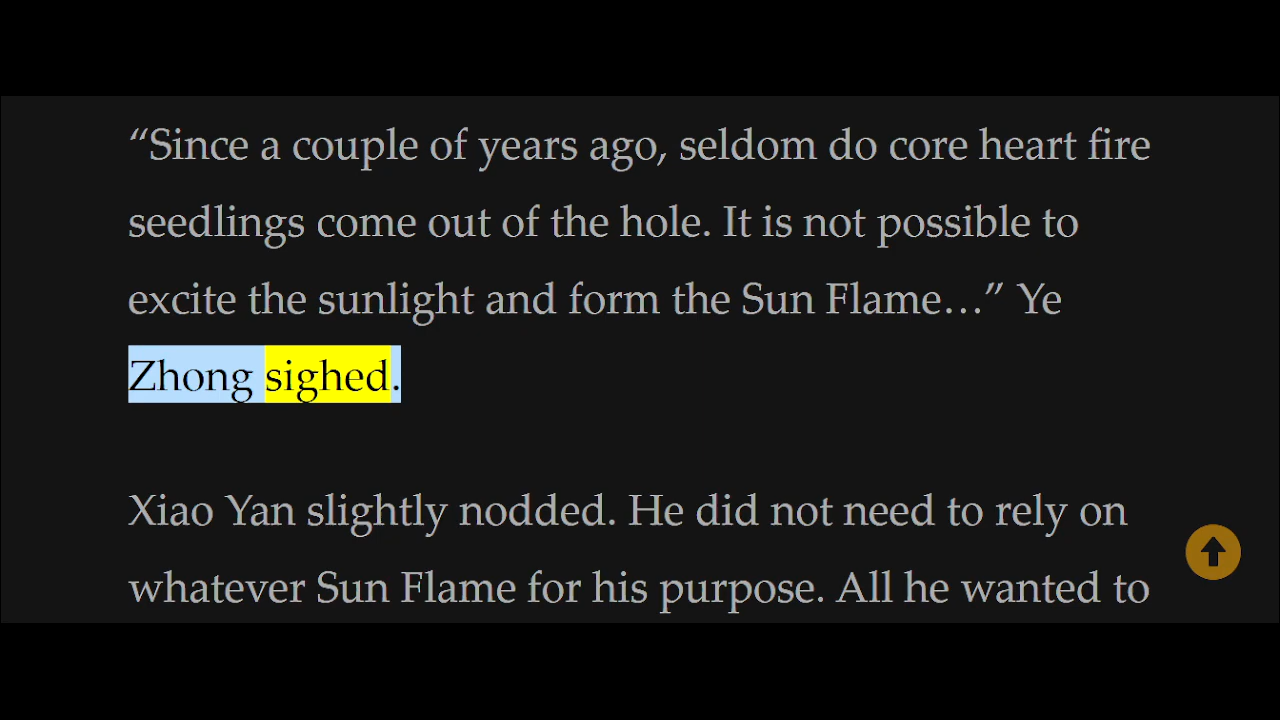 “Since a couple of years ago, seldom do core heart fire
seedlings come out of the hole. It is not possible to
excite the sunlight and form the Sun Flame…” Ye
Zhong sighed.
Xiao Yan slightly nodded. He did not need to rely on
whatever Sun Flame for his purpose. All he wanted to